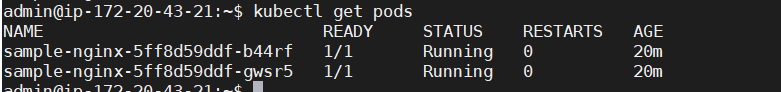 admin@ip-172-20-43-21:~$ kubectl get pods
NAME READY STATUS RESTARTS AGE
sample-nginx-5ff8d59ddf-b44rf 1/1 Running 0 20m
sample-nginx-5ff8d59ddf-gwsr5 1/1 Running 0 20m
admin@ip-172-20-43-21:~$